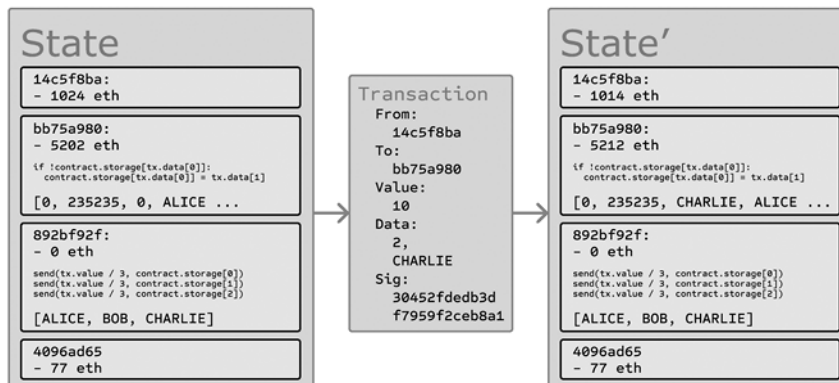 State
14c5f8ba:
- 1024 eth
bb75a980:
- 5202 eth
if !contract.storage[tx.data[0]]:
contract.storage[tx.data[0]] = tx.data[1]
[0, 235235, 0, ALICE ...
892bf92f:
- 0 eth
send(tx.value / 3, contract.storage[0])
send(tx.value / 3, contract.storage[1])
send(tx.value / 3, contract.storage[2])
[ALICE, BOB, CHARLIE]
4096ad65
- 77 eth
Transaction
From:
14c5f8ba
To:
bb75a980
Value:
10
Data:
2,
CHARLIE
Sig:
30452fdedb3d
f7959f2ceb8a1
State′
14c5f8ba:
- 1014 eth
bb75a980:
- 5212 eth
if !contract.storage[tx.data[0]]:
contract.storage[tx.data[0]] = tx.data[1]
[0, 235235, CHARLIE, ALICE ...
892bf92f:
- 0 eth
send(tx.value / 3, contract.storage[0])
send(tx.value / 3, contract.storage[1])
send(tx.value / 3, contract.storage[2])
[ALICE, BOB, CHARLIE]
4096ad65
- 77 eth